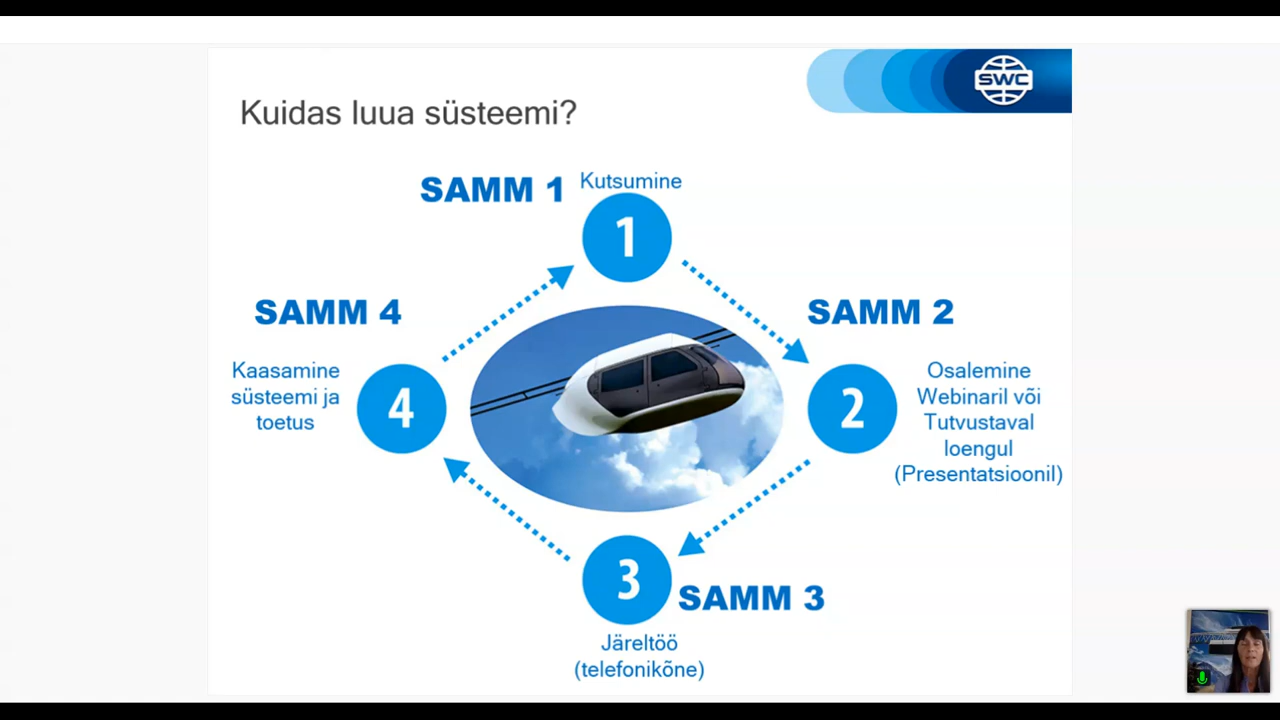 SWC
Kuidas luua süsteemi?
SAMM 1
Kutsumine
1
SAMM 2
2
Osalemine
Webinaril või
Tutvustaval
loengul
(Presentatsioonil)
3
SAMM 3
Järeltöö
(telefonikõne)
SAMM 4
Kaasamine
süsteemi ja
toetus
4